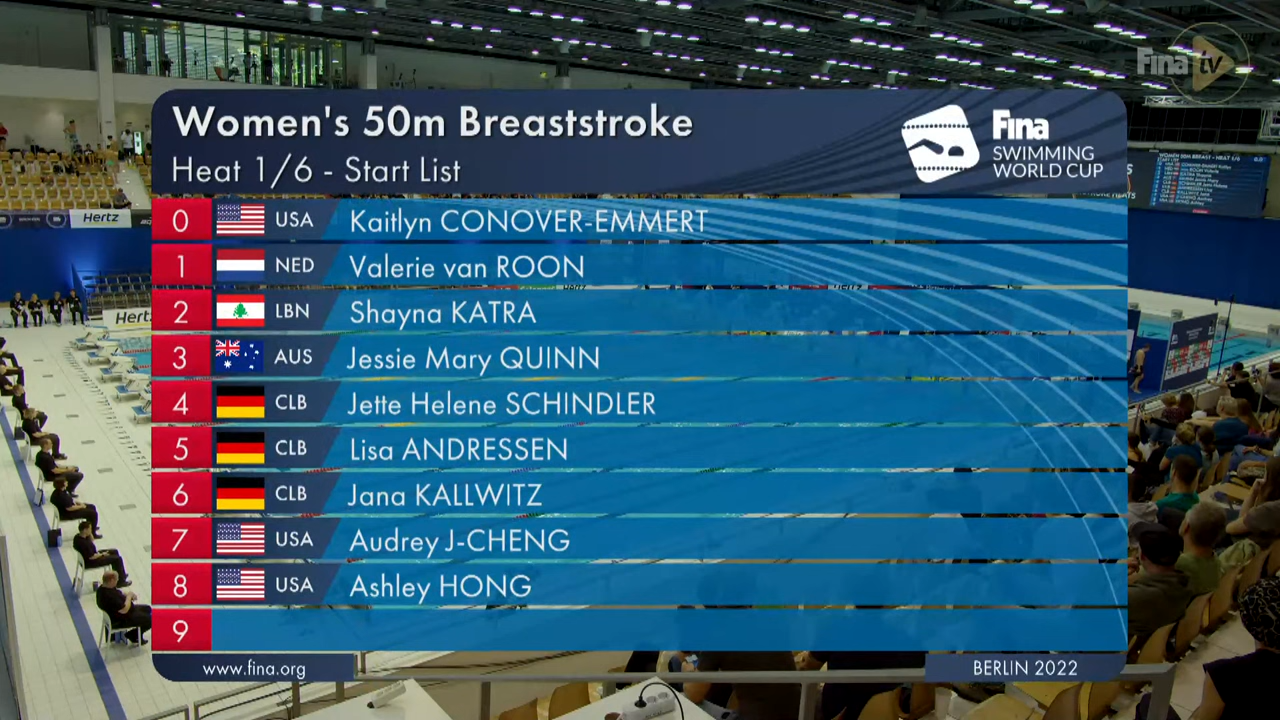 Fina tv
Women's 50m Breaststroke
Heat 1/6 - Start List
Fina
SWIMMING
WORLD CUP
0 USA Kaitlyn CONOVER-EMMERT
1 NED Valerie van ROON
2 LBN Shayna KATRA
3 AUS Jessie Mary QUINN
4 CLB Jette Helene SCHINDLER
5 CLB Lisa ANDRESSEN
6 CLB Jana KALLWITZ
7 USA Audrey J-CHENG
8 USA Ashley HONG
9
www.fina.org
BERLIN 2022
Hertz
Hertz